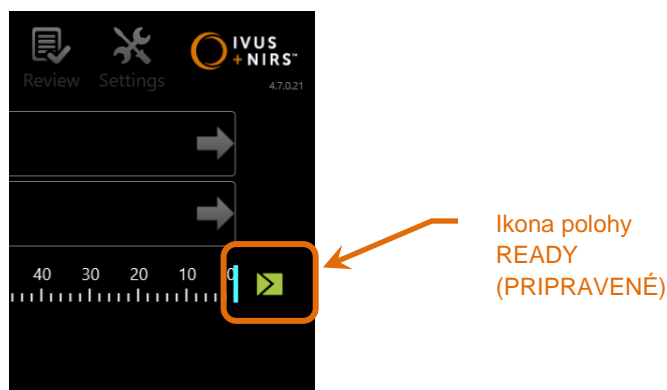 IVUS
+NIRS™
Review Settings
4.7.0.21
Ikona polohy
READY
(PRIPRAVENÉ)
40 30 20 10 0